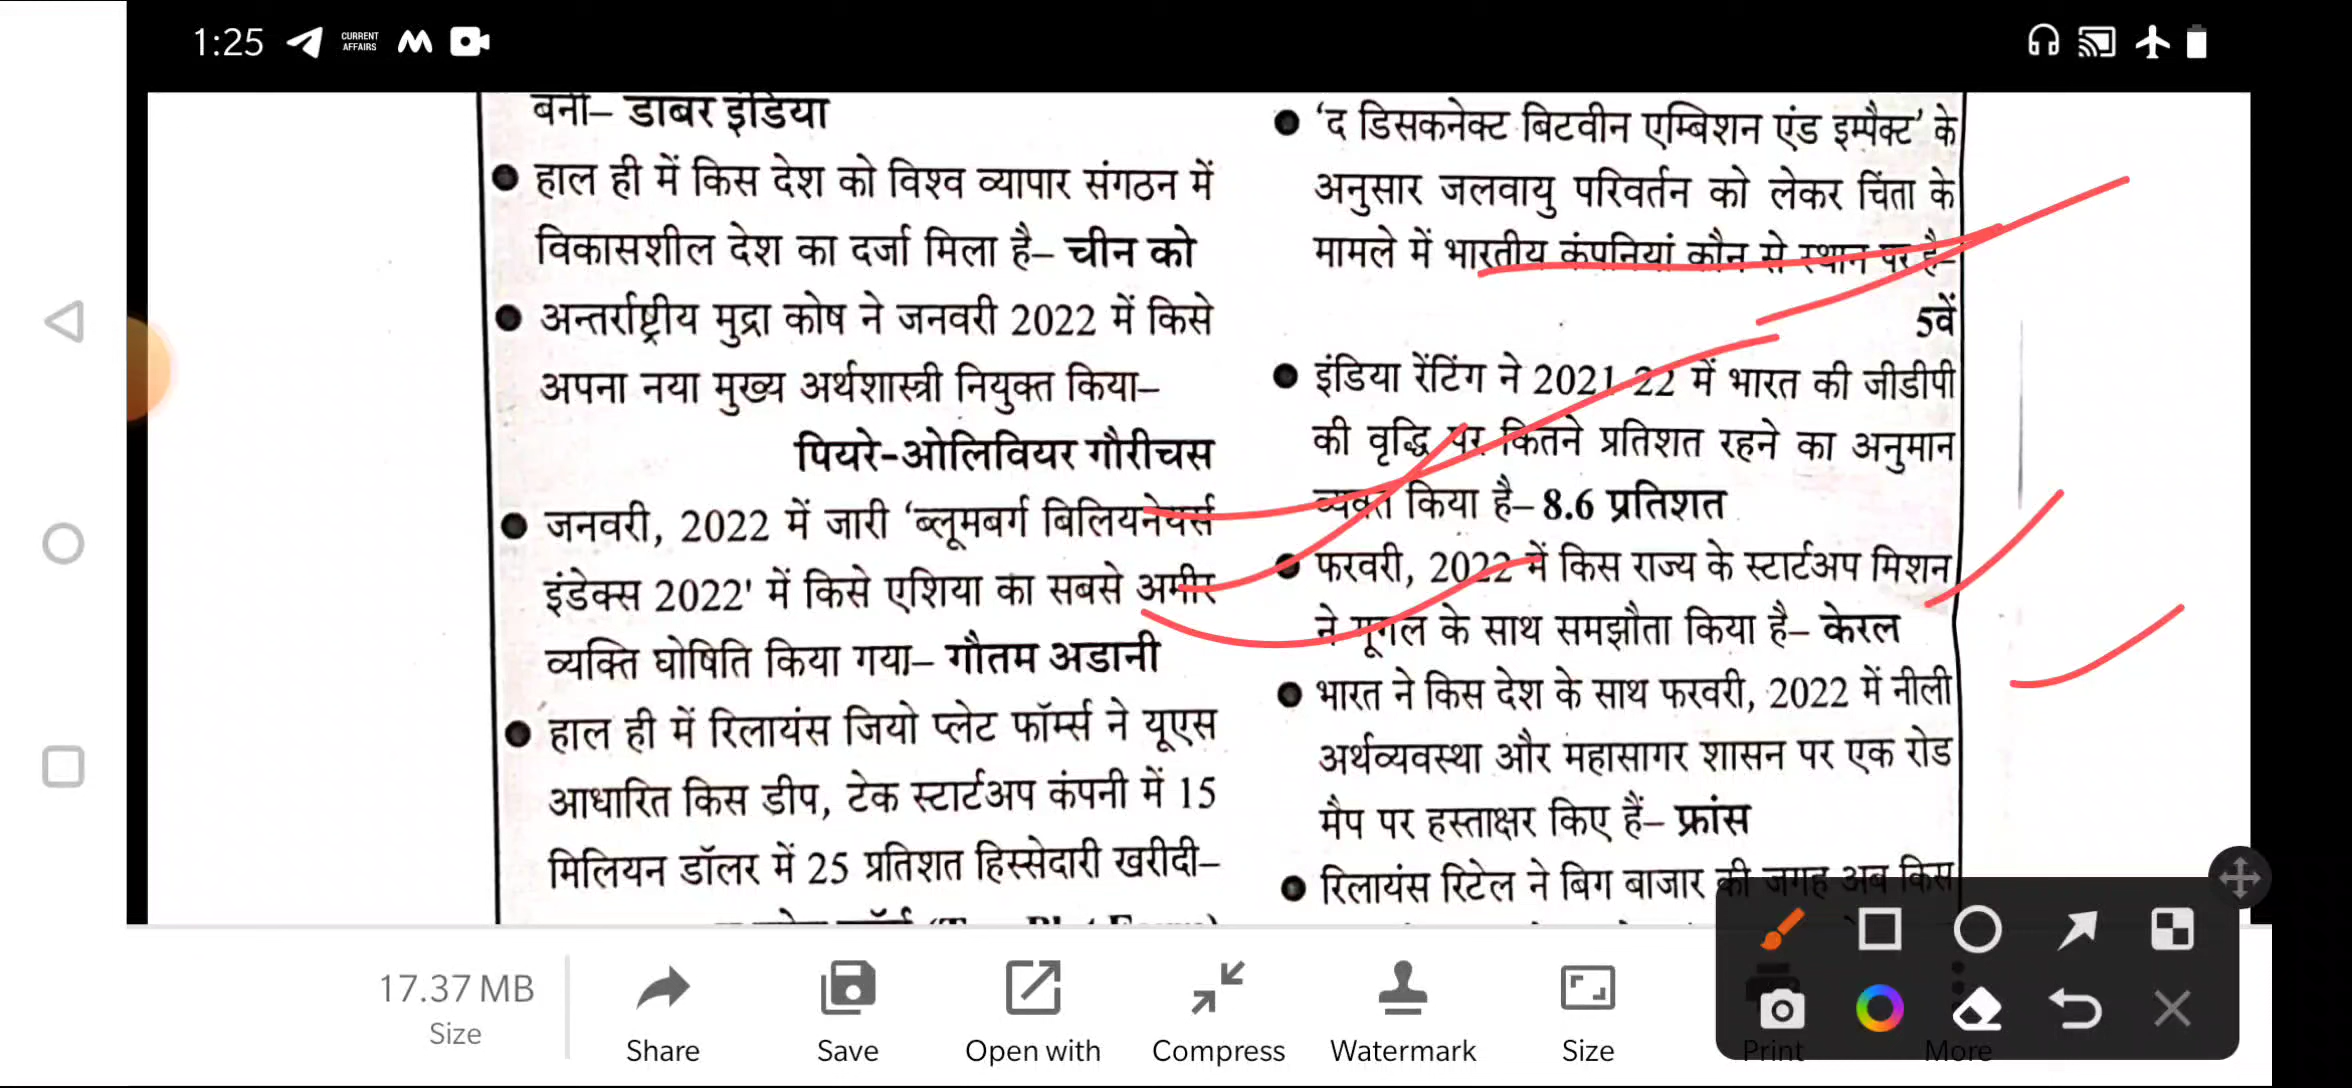 1:25
CURRENT
AFFAIRS
बनी– डाबर इंडिया
● हाल ही में किस देश को विश्व व्यापार संगठन में
विकासशील देश का दर्जा मिला है– चीन को
● अन्तर्राष्ट्रीय मुद्रा कोष ने जनवरी 2022 में किसे
अपना नया मुख्य अर्थशास्त्री नियुक्त किया–
पियरे-ओलिवियर गौरीचस
● जनवरी, 2022 में जारी ‘ब्लूमबर्ग बिलियनेयर्स
इंडेक्स 2022' में किसे एशिया का सबसे अमीर
व्यक्ति घोषिति किया गया– गौतम अडानी
● हाल ही में रिलायंस जियो प्लेट फॉर्म्स ने यूएस
आधारित किस डीप, टेक स्टार्टअप कंपनी में 15
मिलियन डॉलर में 25 प्रतिशत हिस्सेदारी खरीदी–
● ‘द डिसकनेक्ट बिटवीन एम्बिशन एंड इम्पैक्ट’ के
अनुसार जलवायु परिवर्तन को लेकर चिंता के
मामले में भारतीय कंपनियां कौन से स्थान पर है–
5वें
● इंडिया रेंटिंग ने 2021-22 में भारत की जीडीपी
की वृद्धि पर कितने प्रतिशत रहने का अनुमान
व्यक्त किया है– 8.6 प्रतिशत
● फरवरी, 2022 में किस राज्य के स्टार्टअप मिशन
ने गूगल के साथ समझौता किया है– केरल
● भारत ने किस देश के साथ फरवरी, 2022 में नीली
अर्थव्यवस्था और महासागर शासन पर एक रोड
मैप पर हस्ताक्षर किए हैं– फ्रांस
● रिलायंस रिटेल ने बिग बाजार की जगह अब किस
17.37 MB
Size
Share
Save
Open with
Compress
Watermark
Size
Print
More